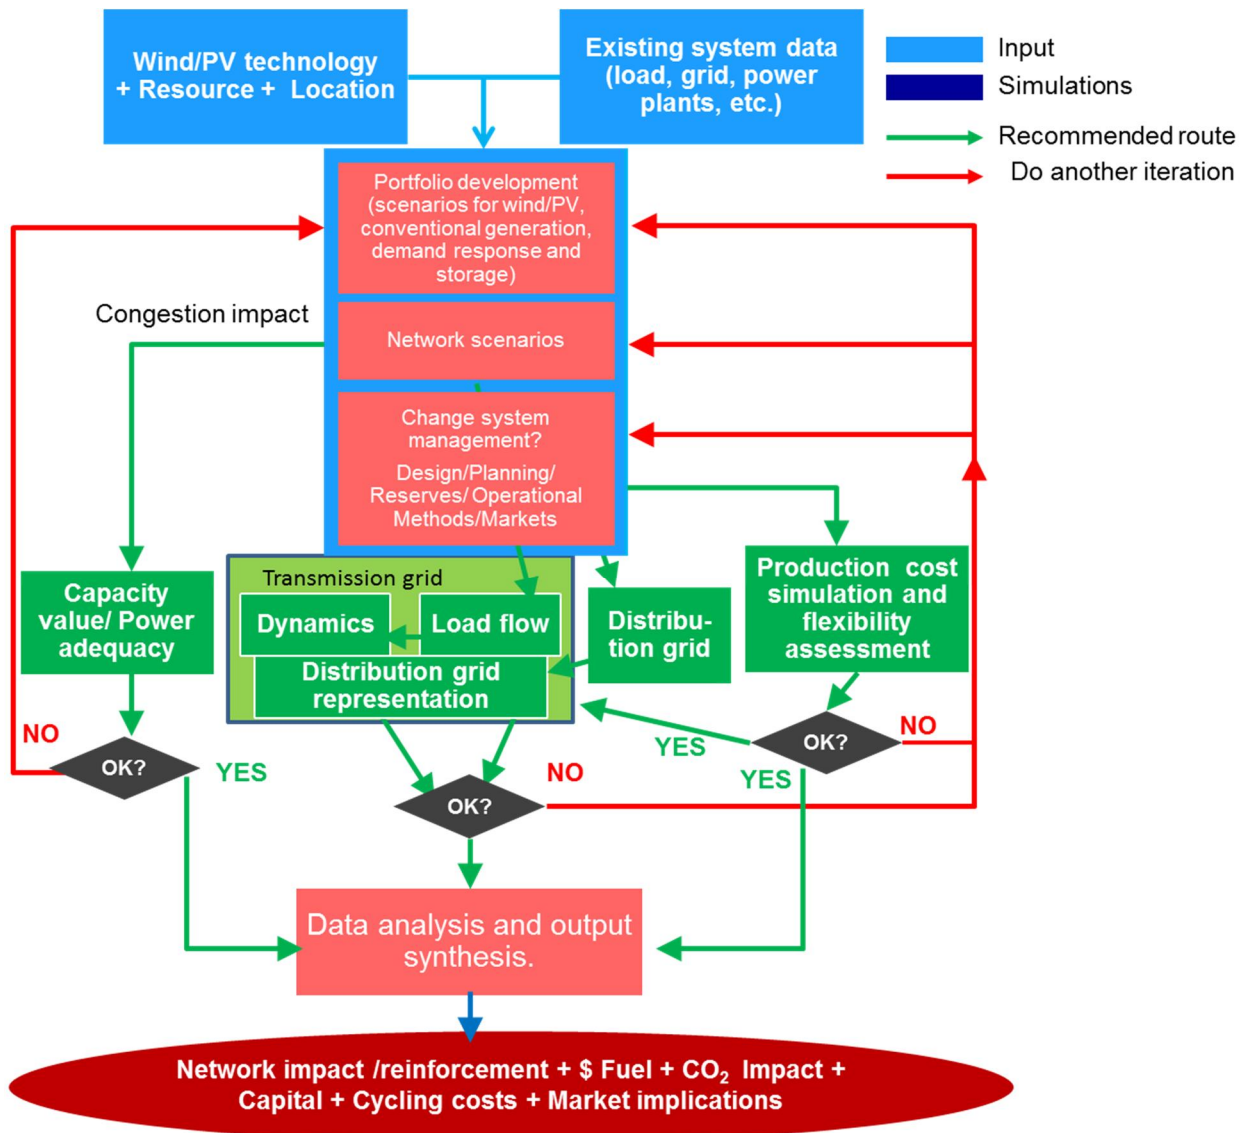 Wind/PV technology
+ Resource + Location
Existing system data
(load, grid, power
plants, etc.)
Input
Simulations
Recommended route
Do another iteration
Portfolio development
(scenarios for wind/PV,
conventional generation,
demand response and
storage)
Congestion impact
Network scenarios
Change system
management?
Design/Planning/
Reserves/ Operational
Methods/Markets
Capacity
value/ Power
adequacy
Transmission grid
Dynamics
Load flow
Distribution grid
representation
Distribu-
tion grid
Production cost
simulation and
flexibility
assessment
NO
OK?
YES
OK?
NO
YES
YES
OK?
NO
Data analysis and output
synthesis.
Network impact /reinforcement + $ Fuel + CO₂ Impact +
Capital + Cycling costs + Market implications